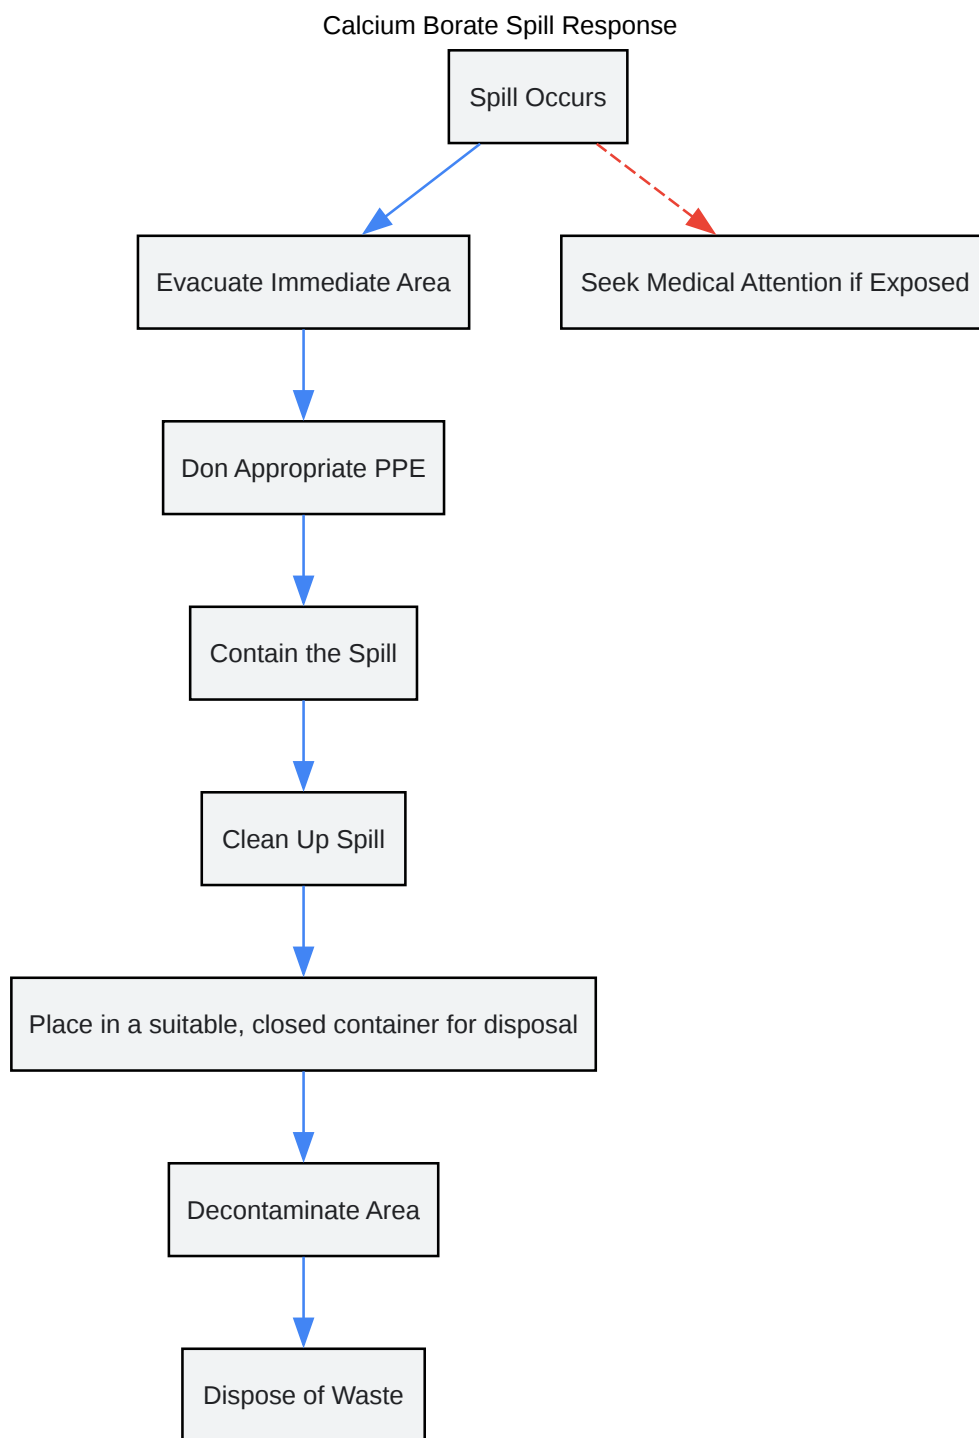 Calcium Borate Spill Response
Spill Occurs
Evacuate Immediate Area
Seek Medical Attention if Exposed
Don Appropriate PPE
Contain the Spill
Clean Up Spill
Place in a suitable, closed container for disposal
Decontaminate Area
Dispose of Waste